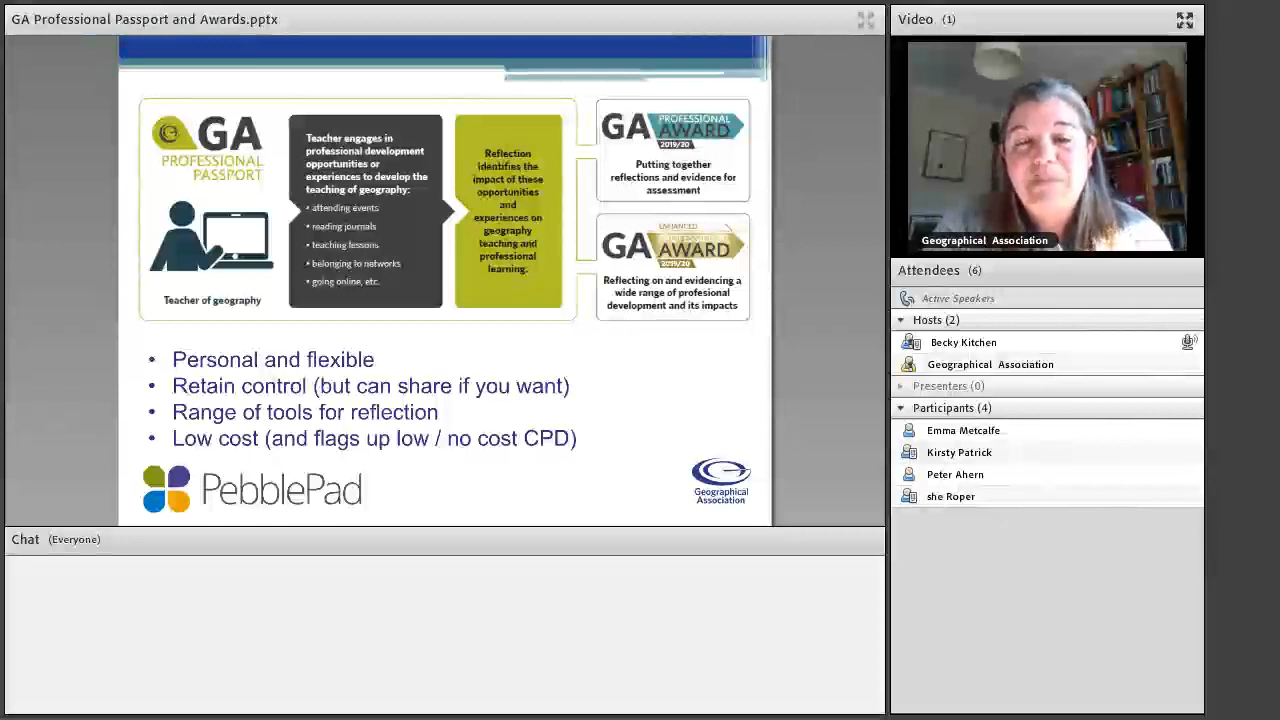 GA Professional Passport and Awards.pptx
GA
PROFESSIONAL
PASSPORT
Teacher of geography
Teacher engages in
professional development
opportunities or
experiences to develop the
teaching of geography:
• attending events
• reading journals
• teaching lessons
• belonging to networks
• going online, etc.
Reflection
identifies the
impact of these
opportunities
and
experiences on
geography
teaching and
professional
learning.
GA PROFESSIONAL
AWARD
2019/20
Putting together
reflections and evidence for
assessment
ENHANCED
GA
AWARD
2019/20
Reflecting on and evidencing a
wide range of profesional
development and its impacts
• Personal and flexible
• Retain control (but can share if you want)
• Range of tools for reflection
• Low cost (and flags up low / no cost CPD)
PebblePad
Geographical
Association
Chat (Everyone)
Video (1)
Geographical Association
Attendees (6)
Active Speakers
Hosts (2)
Becky Kitchen
Geographical Association
Presenters (0)
Participants (4)
Emma Metcalfe
Kirsty Patrick
Peter Ahern
she Roper